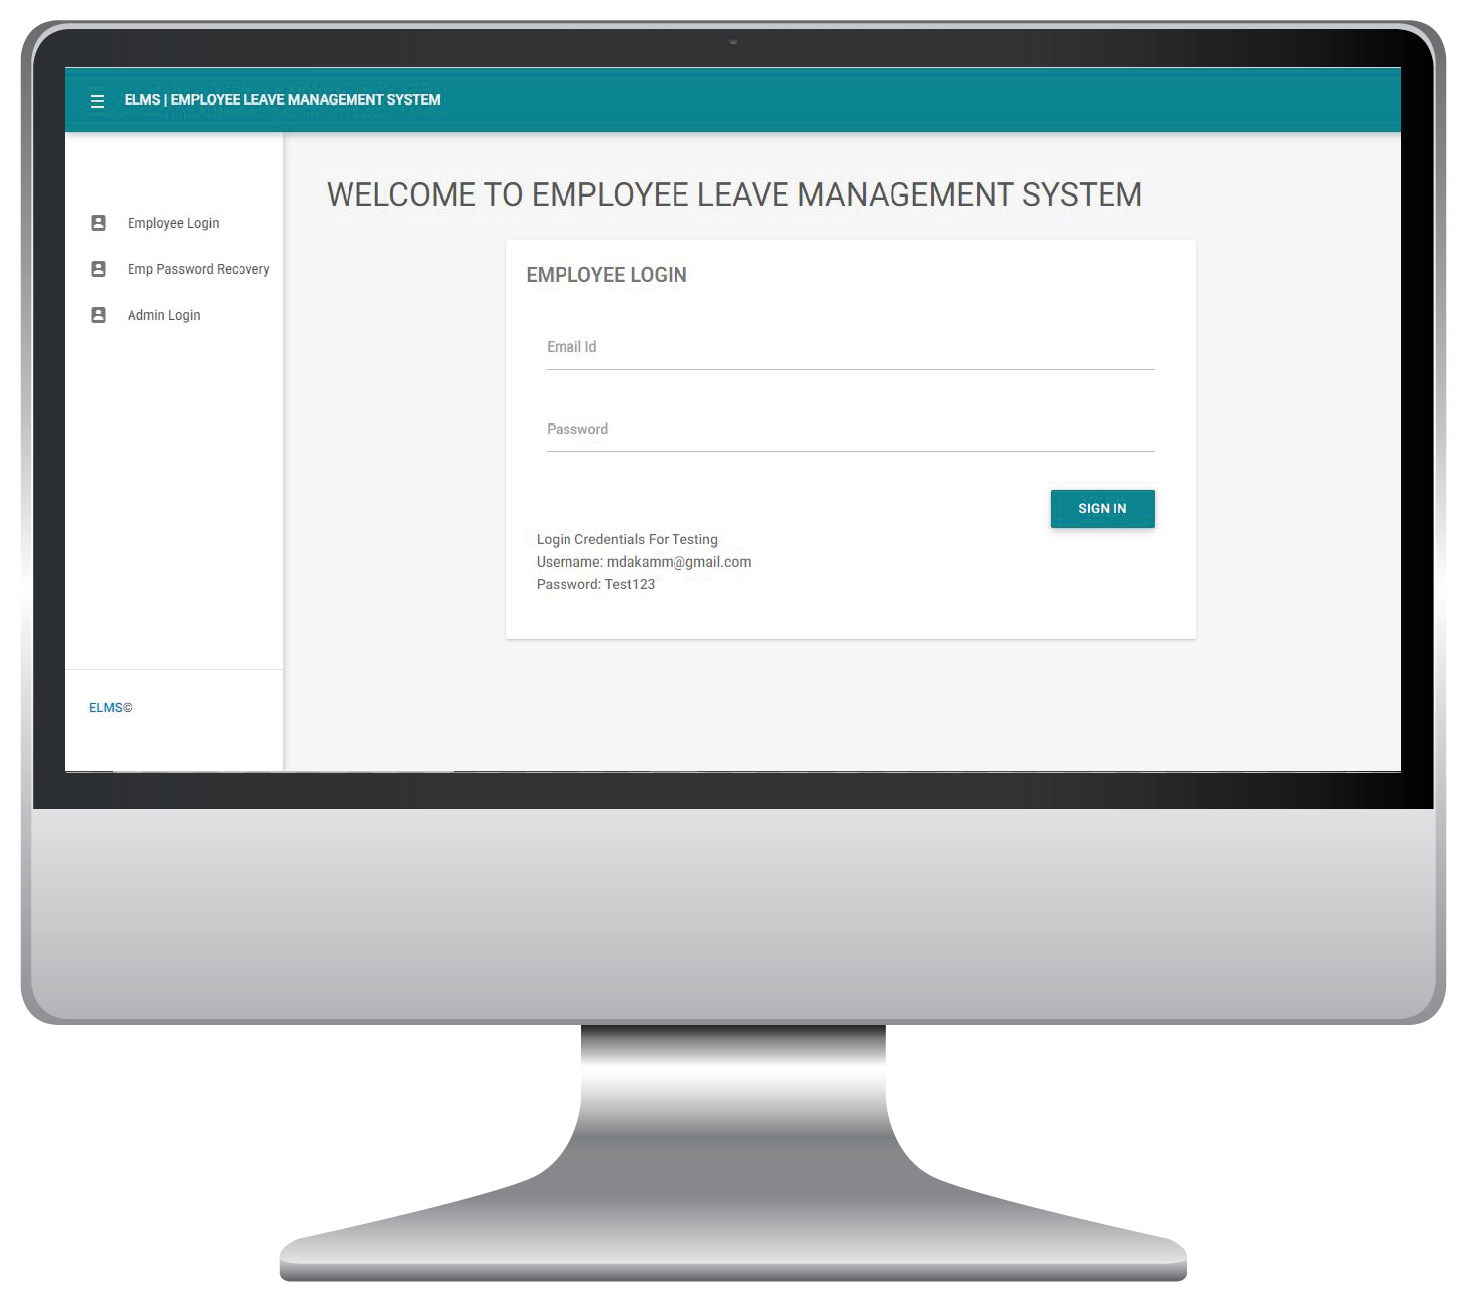 ELMS | EMPLOYEE LEAVE MANAGEMENT SYSTEM
WELCOME TO EMPLOYEE LEAVE MANAGEMENT SYSTEM
Employee Login
Emp Password Recovery
Admin Login
EMPLOYEE LOGIN
Email Id
Password
SIGN IN
Login Credentials For Testing
Username: mdakamm@gmail.com
Password: Test123
ELMS©